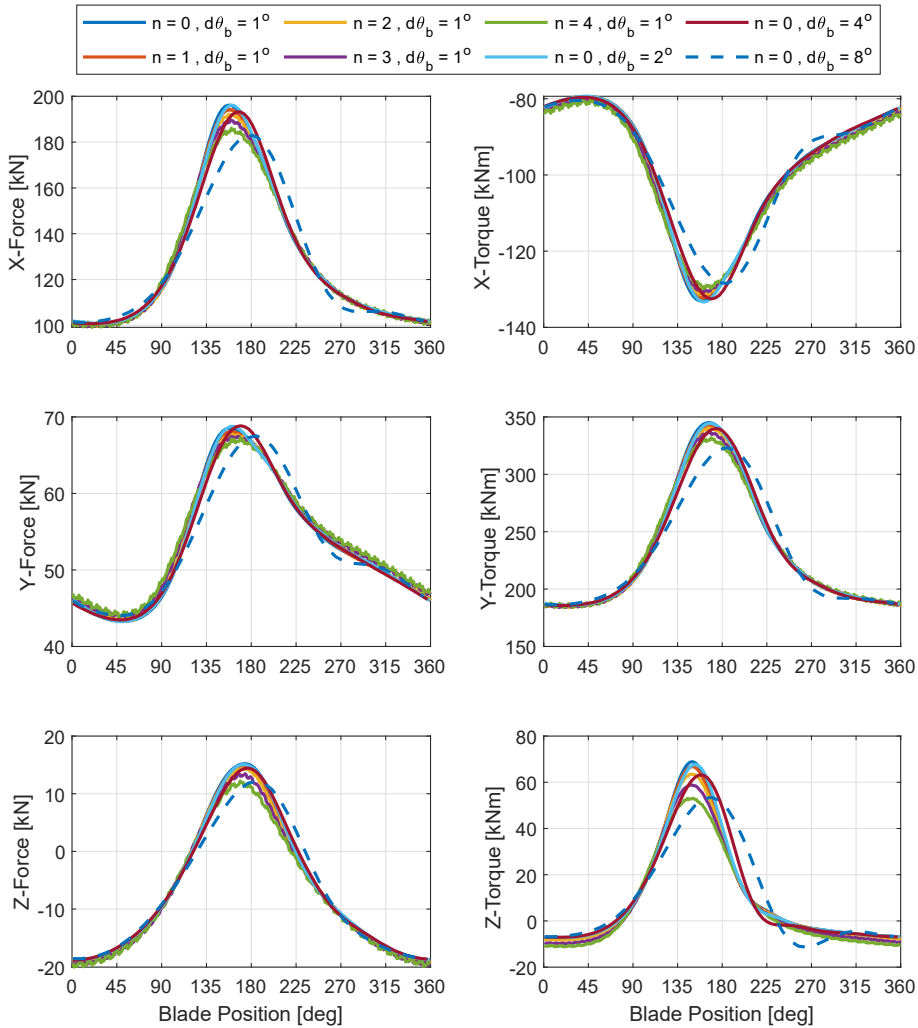 n = 0 , dθb = 1° n = 2 , dθb = 1° n = 4 , dθb = 1° n = 0 , dθb = 4°
n = 1 , dθb = 1° n = 3 , dθb = 1° n = 0 , dθb = 2° n = 0 , dθb = 8°
X-Force [kN]
200
180
160
140
120
100
0 45 90 135 180 225 270 315 360
X-Torque [kNm]
-80
-100
-120
-140
0 45 90 135 180 225 270 315 360
Y-Force [kN]
70
60
50
40
0 45 90 135 180 225 270 315 360
Y-Torque [kNm]
350
300
250
200
150
0 45 90 135 180 225 270 315 360
Z-Force [kN]
20
10
0
-10
-20
0 45 90 135 180 225 270 315 360
Blade Position [deg]
Z-Torque [kNm]
80
60
40
20
0
-20
0 45 90 135 180 225 270 315 360
Blade Position [deg]